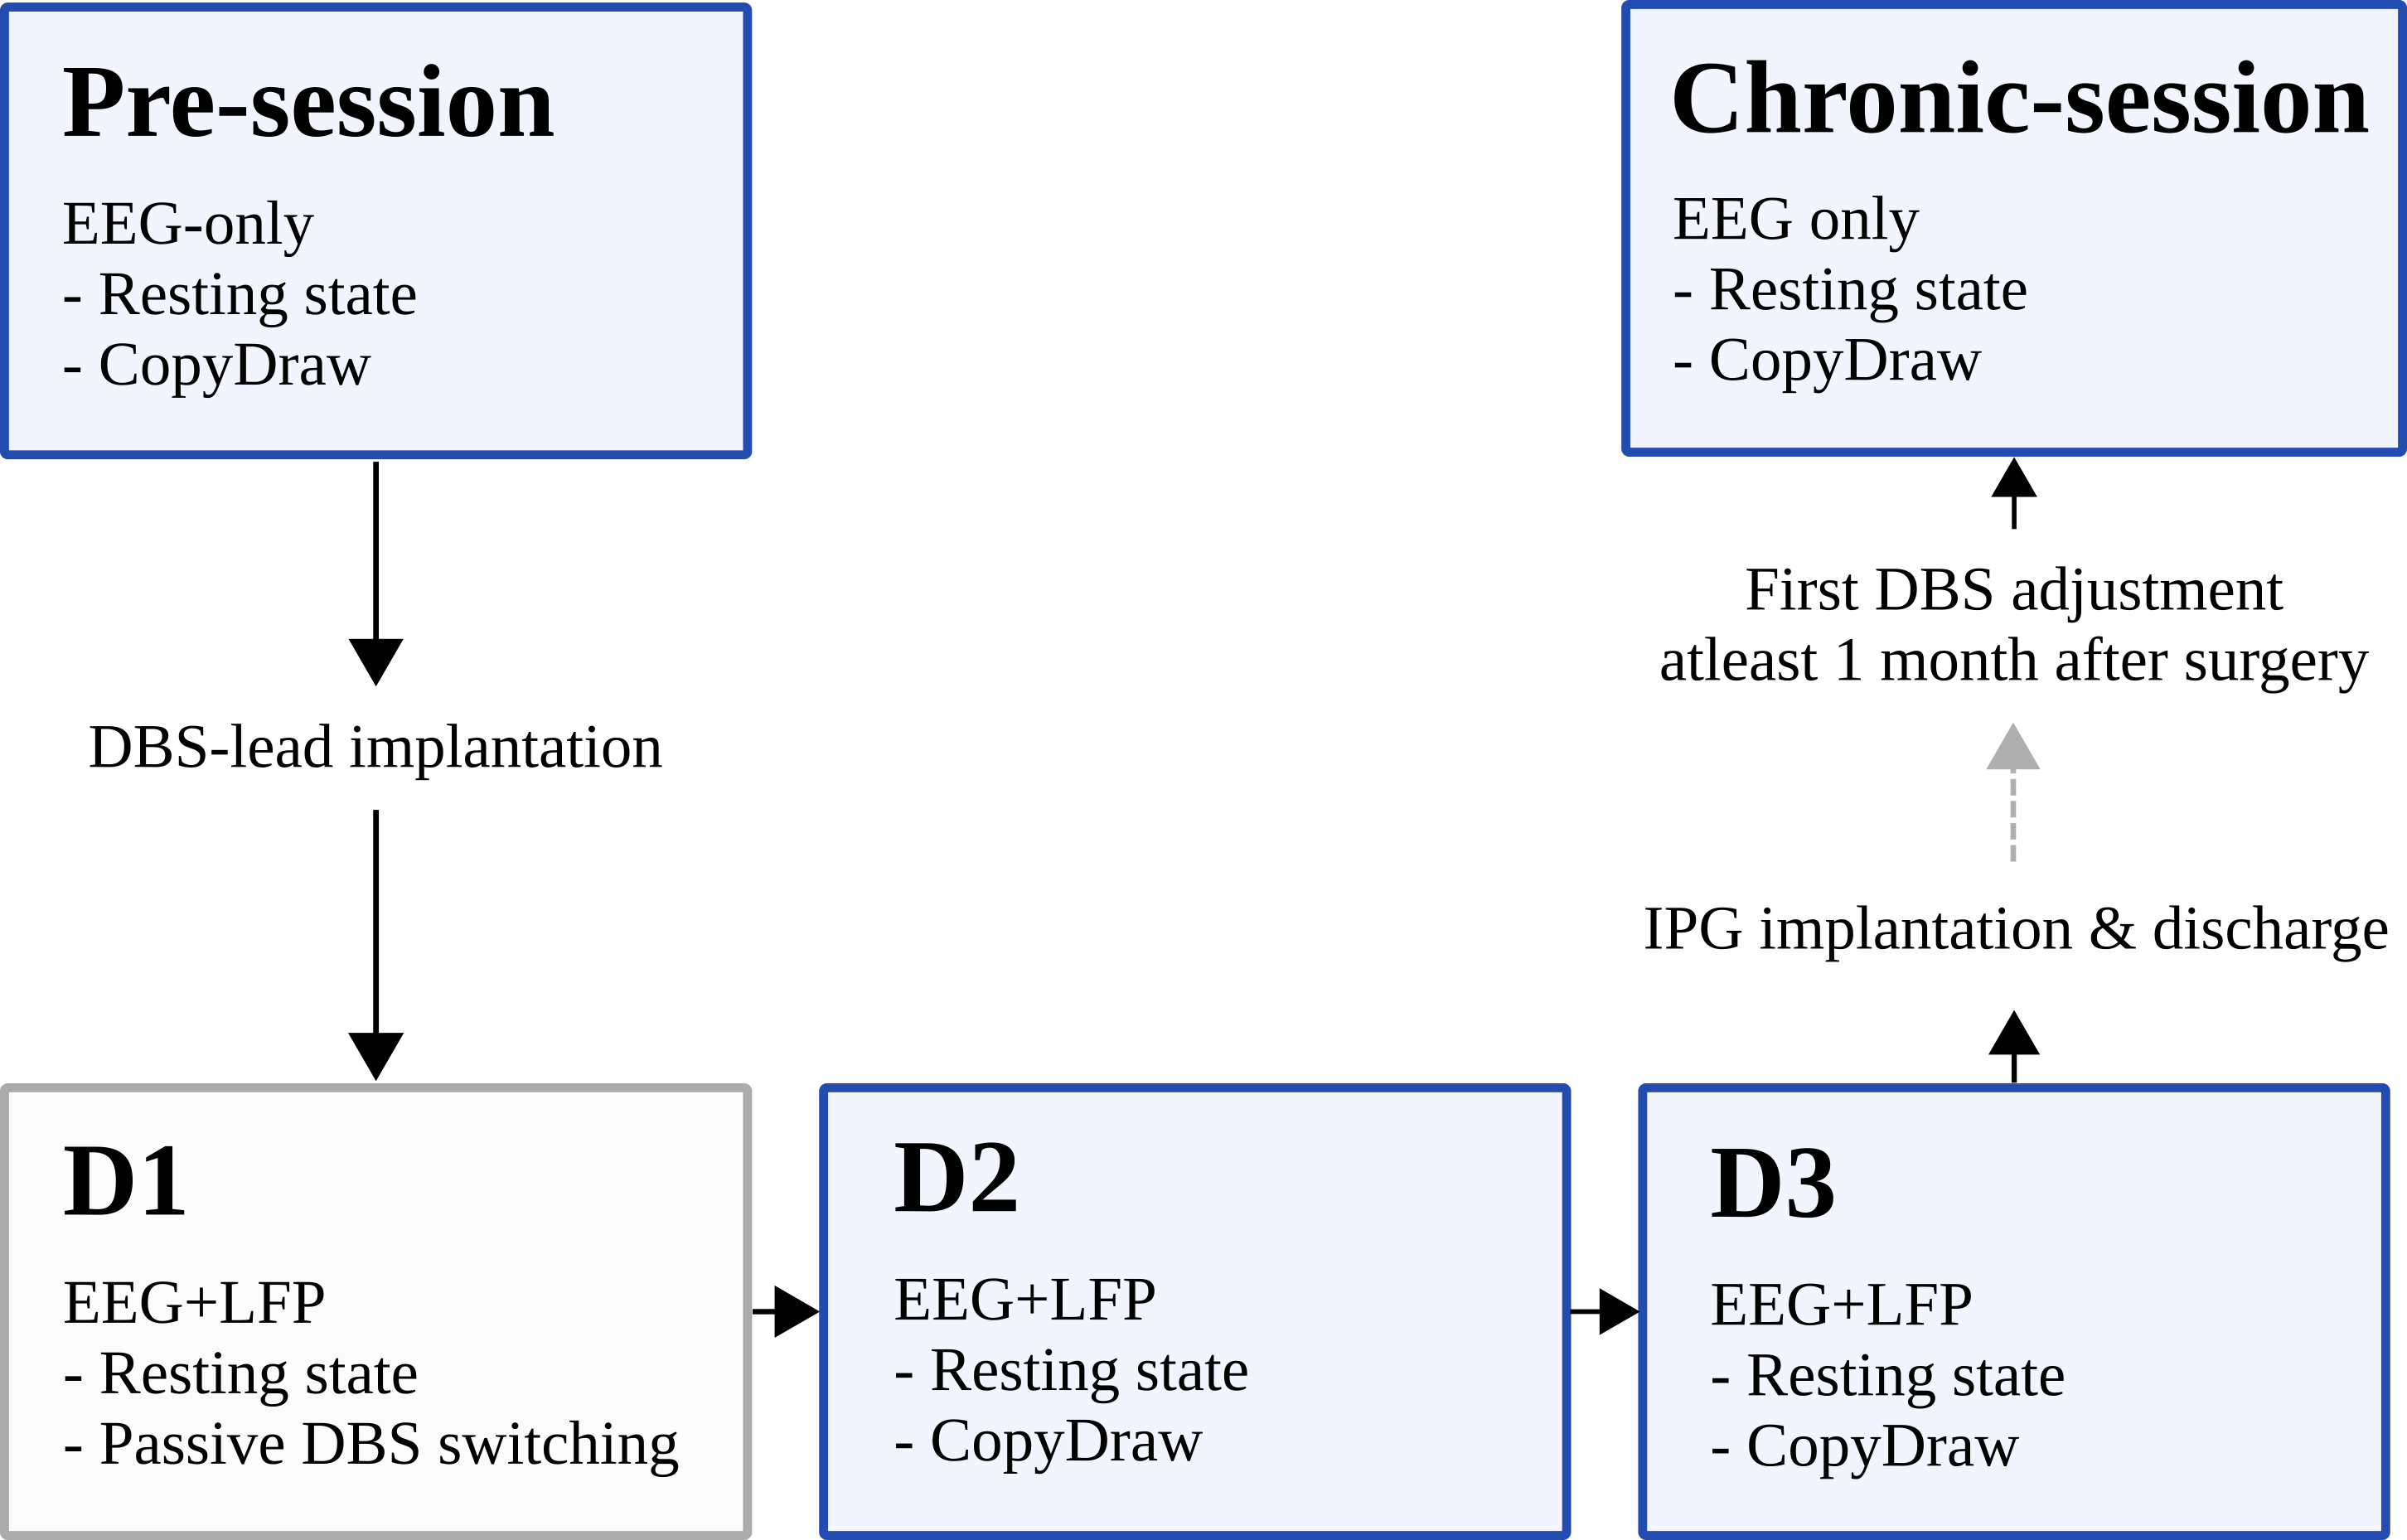 Pre-session
EEG-only
- Resting state
- CopyDraw
DBS-lead implantation
D1
EEG+LFP
- Resting state
- Passive DBS switching
D2
EEG+LFP
- Resting state
- CopyDraw
D3
EEG+LFP
- Resting state
- CopyDraw
IPG implantation & discharge
First DBS adjustment
atleast 1 month after surgery
Chronic-session
EEG only
- Resting state
- CopyDraw